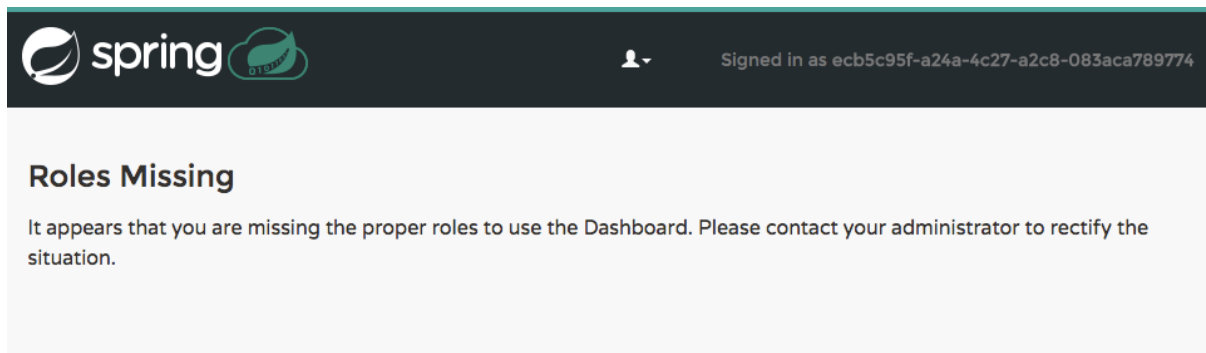 spring
Signed in as ecb5c95f-a24a-4c27-a2c8-083aca789774
Roles Missing
It appears that you are missing the proper roles to use the Dashboard. Please contact your administrator to rectify the
situation.